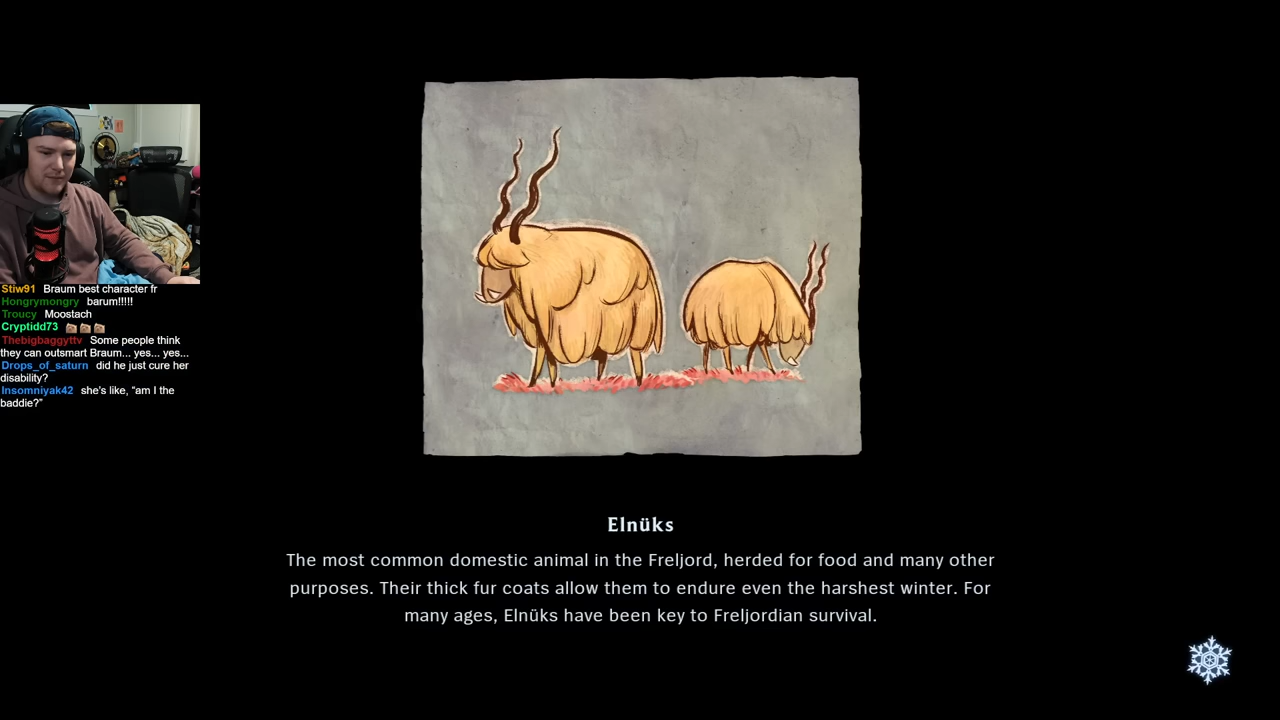 Stiw91 Braum best character fr
Hongrymongry barum!!!!!
Troucy Moostach
Cryptidd73
Thebigbaggyttv Some people think
they can outsmart Braum... yes... yes...
Drops_of_saturn did he just cure her
disability?
Insomniyak42 she's like, “am I the
baddie?”
Elnüks
The most common domestic animal in the Freljord, herded for food and many other
purposes. Their thick fur coats allow them to endure even the harshest winter. For
many ages, Elnüks have been key to Freljordian survival.